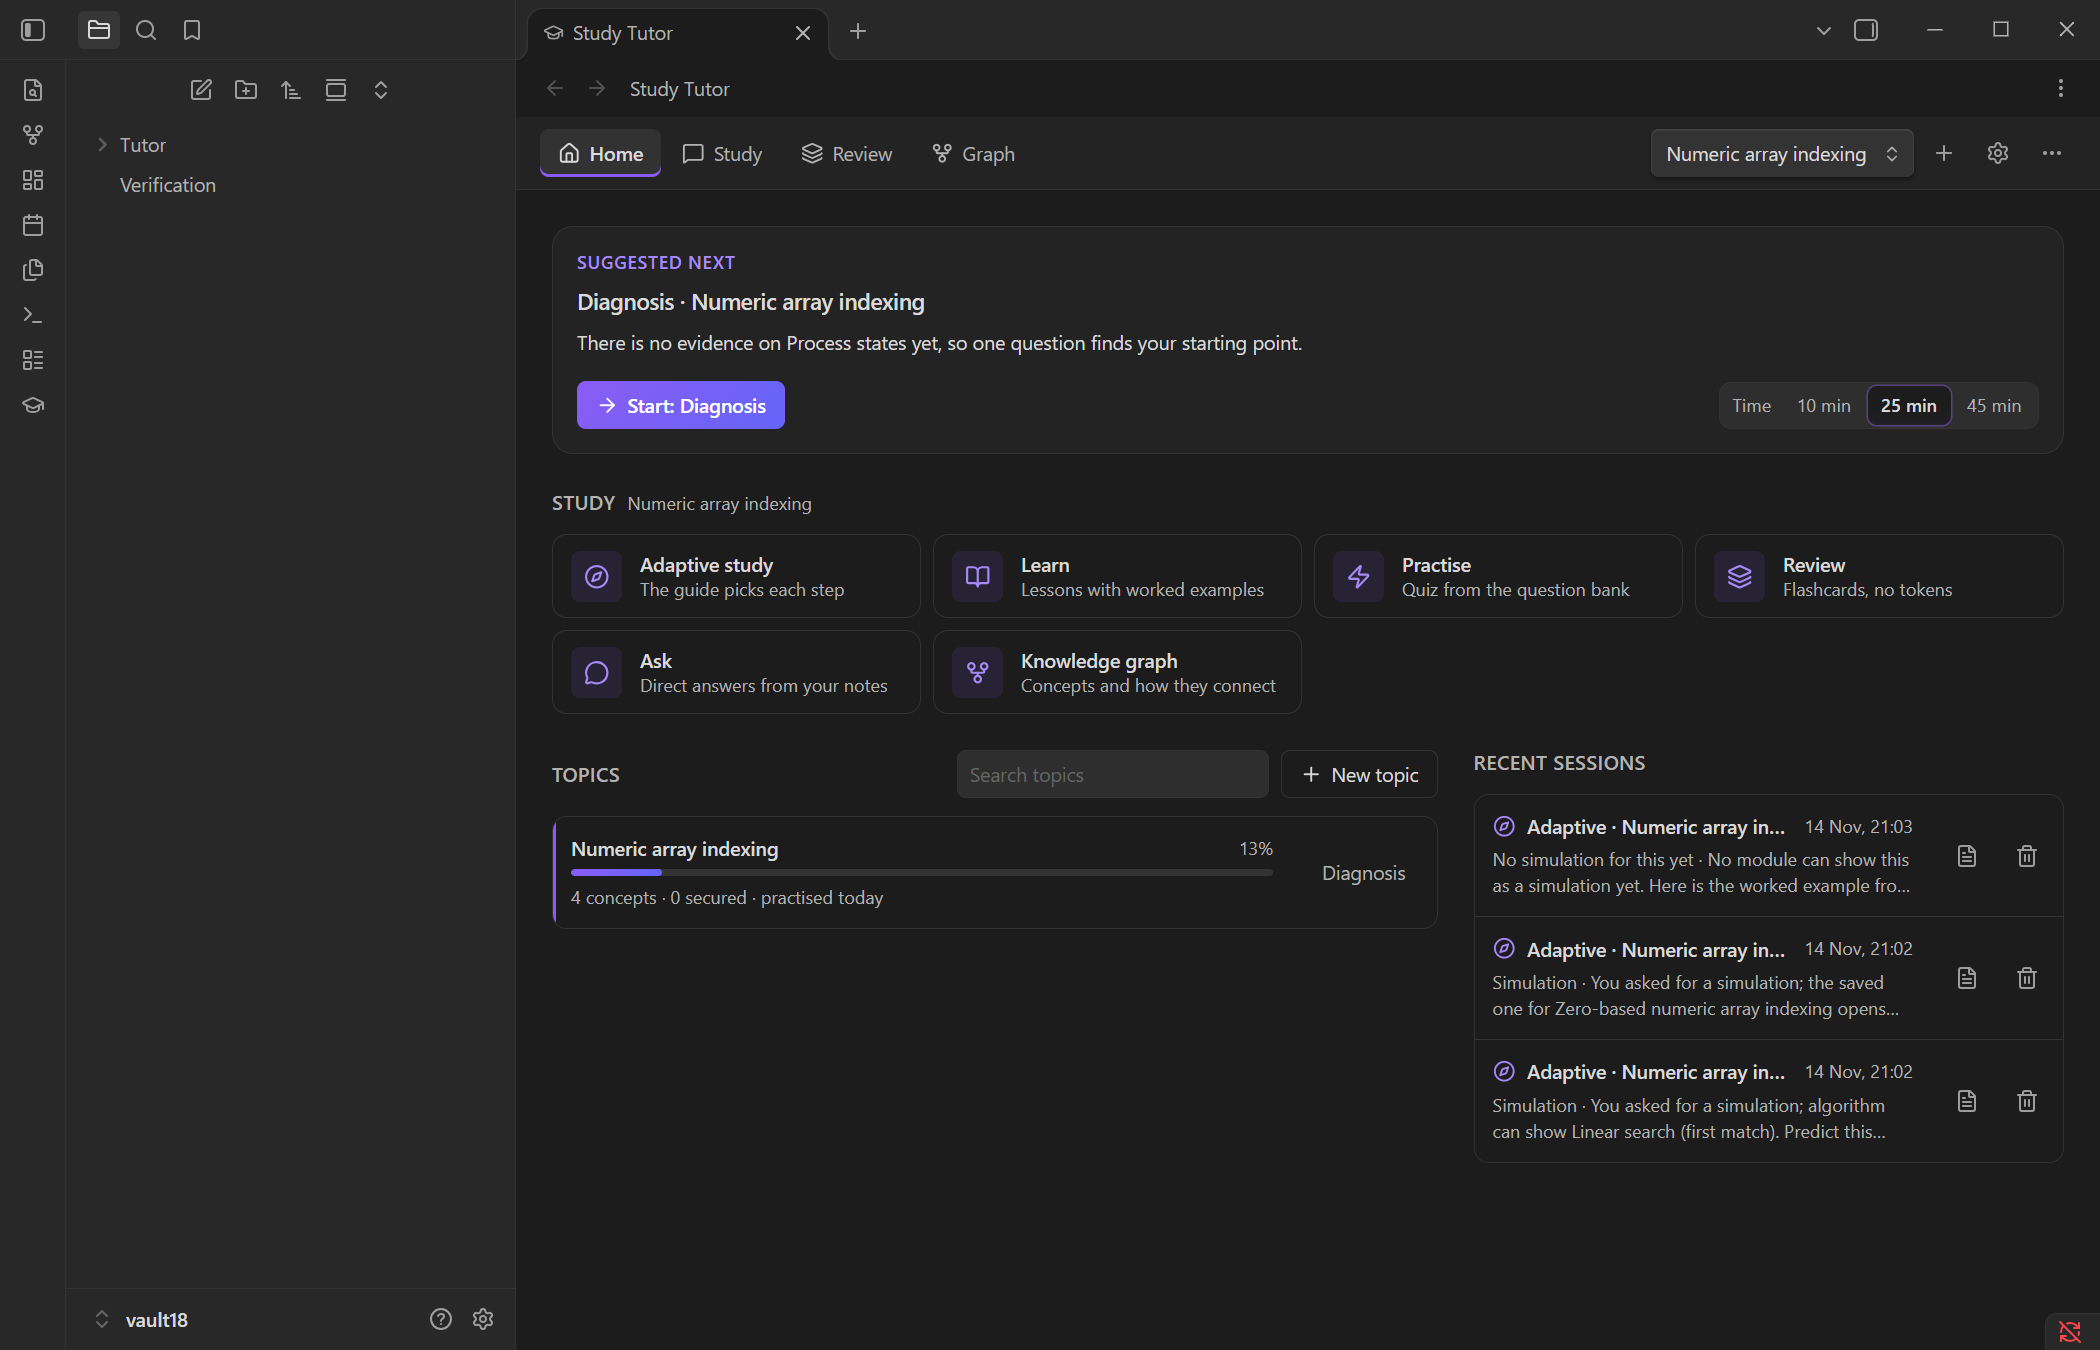 Study Tutor
Study Tutor
Tutor
Verification
Home
Study
Review
Graph
Numeric array indexing
SUGGESTED NEXT
Diagnosis · Numeric array indexing
There is no evidence on Process states yet, so one question finds your starting point.
Start: Diagnosis
Time
10 min
25 min
45 min
STUDY Numeric array indexing
Adaptive study
The guide picks each step
Learn
Lessons with worked examples
Practise
Quiz from the question bank
Review
Flashcards, no tokens
Ask
Direct answers from your notes
Knowledge graph
Concepts and how they connect
TOPICS
Search topics
New topic
Numeric array indexing
13%
4 concepts · 0 secured · practised today
Diagnosis
RECENT SESSIONS
Adaptive · Numeric array in... 14 Nov, 21:03
No simulation for this yet · No module can show this
as a simulation yet. Here is the worked example fro...
Adaptive · Numeric array in... 14 Nov, 21:02
Simulation · You asked for a simulation; the saved
one for Zero-based numeric array indexing opens...
Adaptive · Numeric array in... 14 Nov, 21:02
Simulation · You asked for a simulation; algorithm
can show Linear search (first match). Predict this...
vault18